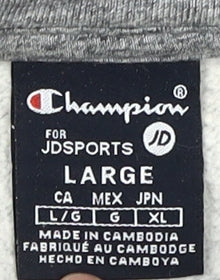 Champion®
FOR JD
JDSPORTS
LARGE
CA MEX JPN
L/G G XL
MADE IN CAMBODIA
FABRIQUÉ AU CAMBODGE
HECHO EN CAMBOYA